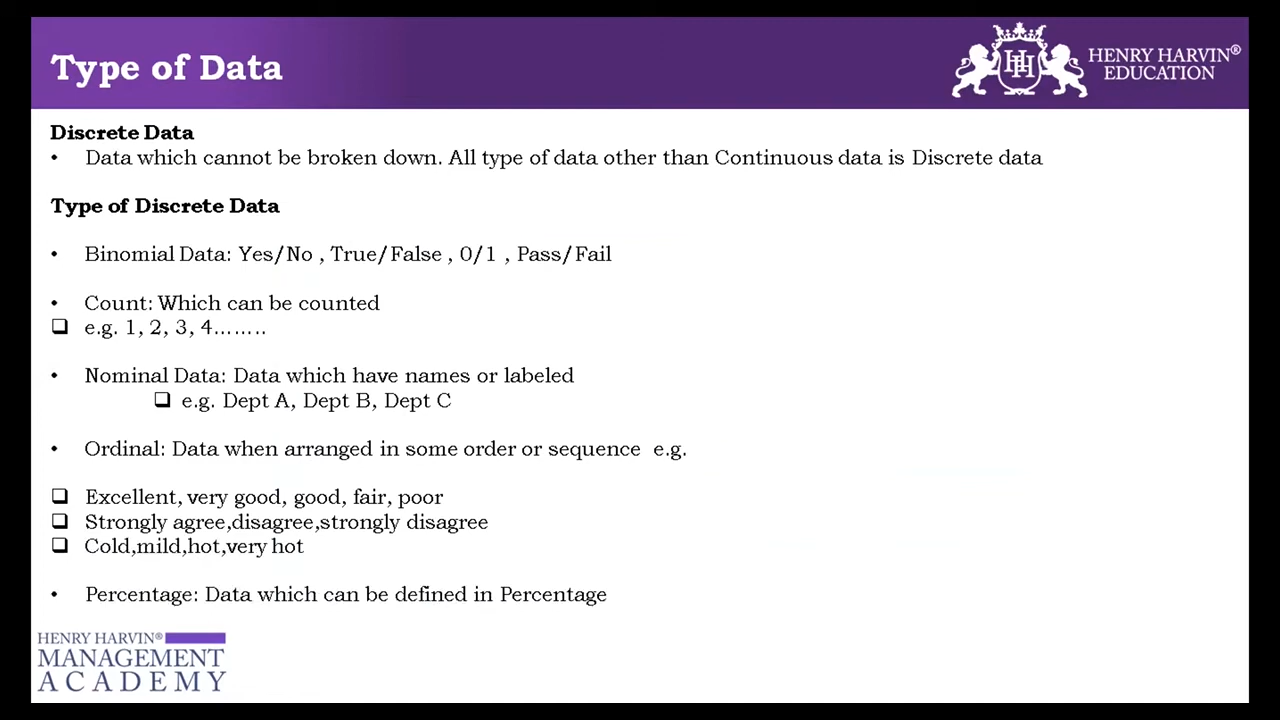 Type of Data
HENRY HARVIN®
EDUCATION
Discrete Data
• Data which cannot be broken down. All type of data other than Continuous data is Discrete data
Type of Discrete Data
• Binomial Data: Yes/No , True/False , 0/1 , Pass/Fail
• Count: Which can be counted
❑ e.g. 1, 2, 3, 4........
• Nominal Data: Data which have names or labeled
❑ e.g. Dept A, Dept B, Dept C
• Ordinal: Data when arranged in some order or sequence e.g.
❑ Excellent, very good, good, fair, poor
❑ Strongly agree,disagree,strongly disagree
❑ Cold,mild,hot,very hot
• Percentage: Data which can be defined in Percentage
HENRY HARVIN®
MANAGEMENT
ACADEMY